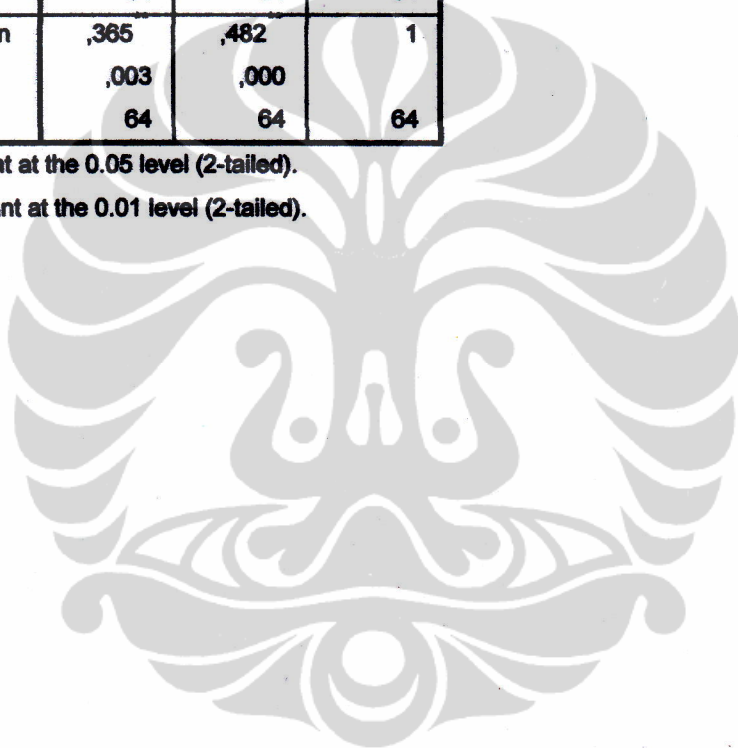 n ,365 ,482 1
,003 ,000
64 64 64
nt at the 0.05 level (2-tailed).
ant at the 0.01 level (2-tailed).